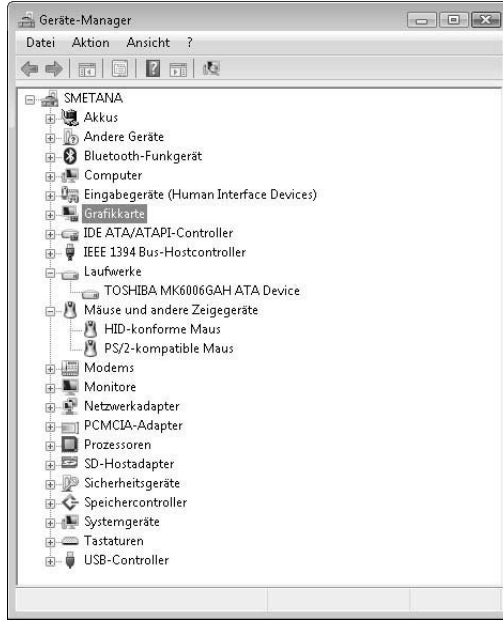 Geräte-Manager
Datei Aktion Ansicht ?
SMETANA
Akkus
Andere Geräte
Bluetooth-Funkgerät
Computer
Eingabegeräte (Human Interface Devices)
Grafikkarte
IDE ATA/ATAPI-Controller
IEEE 1394 Bus-Hostcontroller
Laufwerke
TOSHIBA MK6006GAH ATA Device
Mäuse und andere Zeigegeräte
HID-konforme Maus
PS/2-kompatible Maus
Modems
Monitore
Netzwerkadapter
PCMCIA-Adapter
Prozessoren
SD-Hostadapter
Sicherheitsgeräte
Speichercontroller
Systemgeräte
Tastaturen
USB-Controller